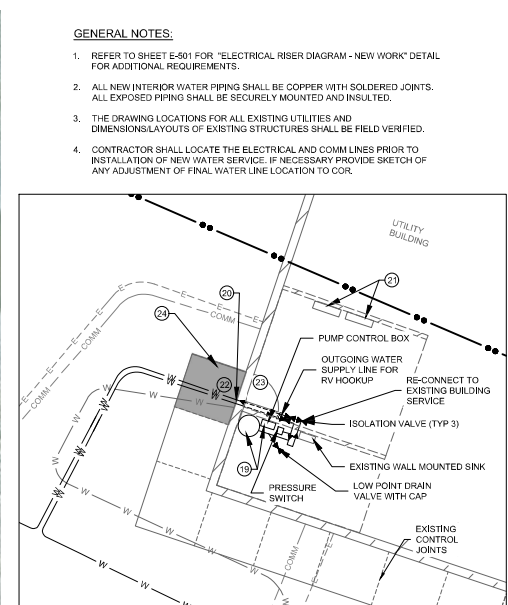 GENERAL NOTES:
1. REFER TO SHEET E-501 FOR "ELECTRICAL RISER DIAGRAM - NEW WORK" DETAIL
FOR ADDITIONAL REQUIREMENTS.
2. ALL NEW INTERIOR WATER PIPING SHALL BE COPPER WITH SOLDERED JOINTS.
ALL EXPOSED PIPING SHALL BE SECURELY MOUNTED AND INSULTED.
3. THE DRAWING LOCATIONS FOR ALL EXISTING UTILITIES AND
DIMENSIONS/LAYOUTS OF EXISTING STRUCTURES SHALL BE FIELD VERIFIED.
4. CONTRACTOR SHALL LOCATE THE ELECTRICAL AND COMM LINES PRIOR TO
INSTALLATION OF NEW WATER SERVICE. IF NECESSARY PROVIDE SKETCH OF
ANY ADJUSTMENT OF FINAL WATER LINE LOCATION TO COR.
UTILITY
BUILDING
21
20
E
E
E
E
E
E
COMM
COMM
24
PUMP CONTROL BOX
OUTGOING WATER
SUPPLY LINE FOR
RV HOOKUP
RE-CONNECT TO
EXISTING BUILDING
SERVICE
22
23
W
W
W
W
W
W
ISOLATION VALVE (TYP 3)
EXISTING WALL MOUNTED SINK
19
PRESSURE
SWITCH
LOW POINT DRAIN
VALVE WITH CAP
W
W
W
W
W
EXISTING
CONTROL
JOINTS
COMM
E
E
W
W
W
W